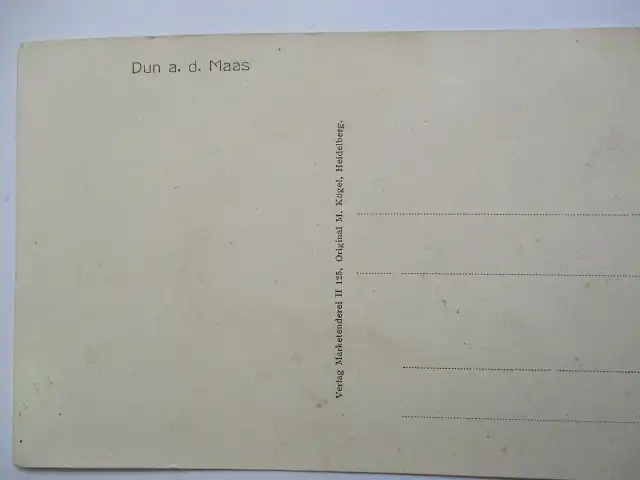 Dun a. d. Maas
Verlag Marketenderei II 125, Original M. Kögel, Heidelberg.